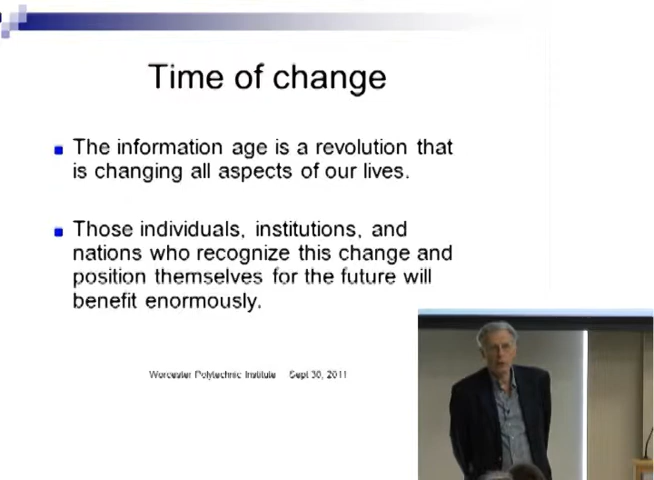 Time of change
The information age is a revolution that
is changing all aspects of our lives.
Those individuals, institutions, and
nations who recognize this change and
position themselves for the future will
benefit enormously.
Worcester Polytechnic Institute Sept 30, 2011